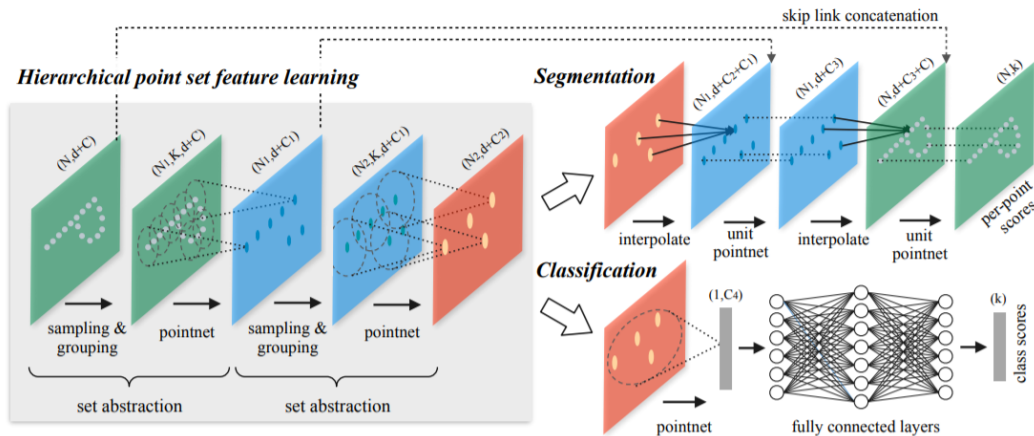 skip link concatenation
Hierarchical point set feature learning
(N,d+C)
(N1,K,d+C)
(N1,d+C1)
(N2,K,d+C1)
(N2,d+C2)
sampling &
grouping
pointnet
sampling &
grouping
pointnet
set abstraction
set abstraction
Segmentation
(N1,d+C2+C1)
(N1,d+C3)
(N,d+C3+C)
(N,k)
per-point
scores
interpolate
unit
pointnet
interpolate
unit
pointnet
Classification
(1,C4)
(k)
class scores
pointnet
fully connected layers